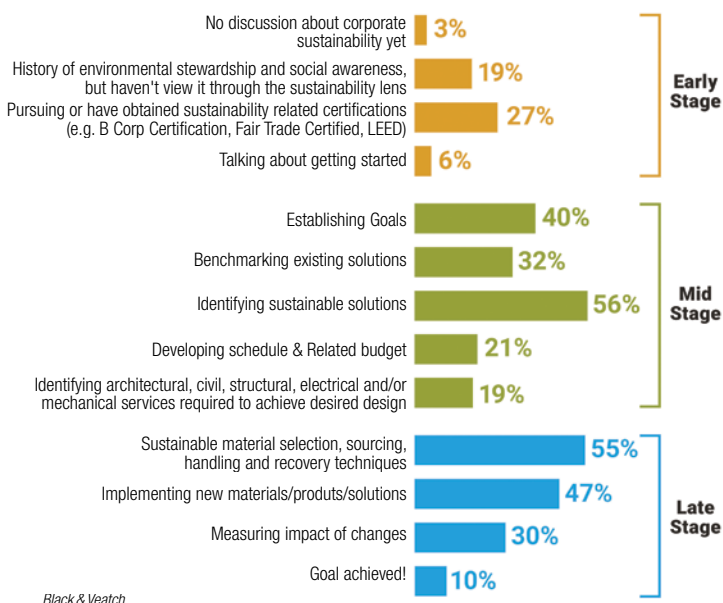 No discussion about corporate
sustainability yet
3%
History of environmental stewardship and social awareness,
but haven't view it through the sustainability lens
19%
Pursuing or have obtained sustainability related certifications
(e.g. B Corp Certification, Fair Trade Certified, LEED)
27%
Talking about getting started
6%
Early
Stage
Establishing Goals
40%
Benchmarking existing solutions
32%
Identifying sustainable solutions
56%
Developing schedule & Related budget
21%
Identifying architectural, civil, structural, electrical and/or
mechanical services required to achieve desired design
19%
Mid
Stage
Sustainable material selection, sourcing,
handling and recovery techniques
55%
Implementing new materials/produts/solutions
47%
Measuring impact of changes
30%
Goal achieved!
10%
Late
Stage
Black & Veatch